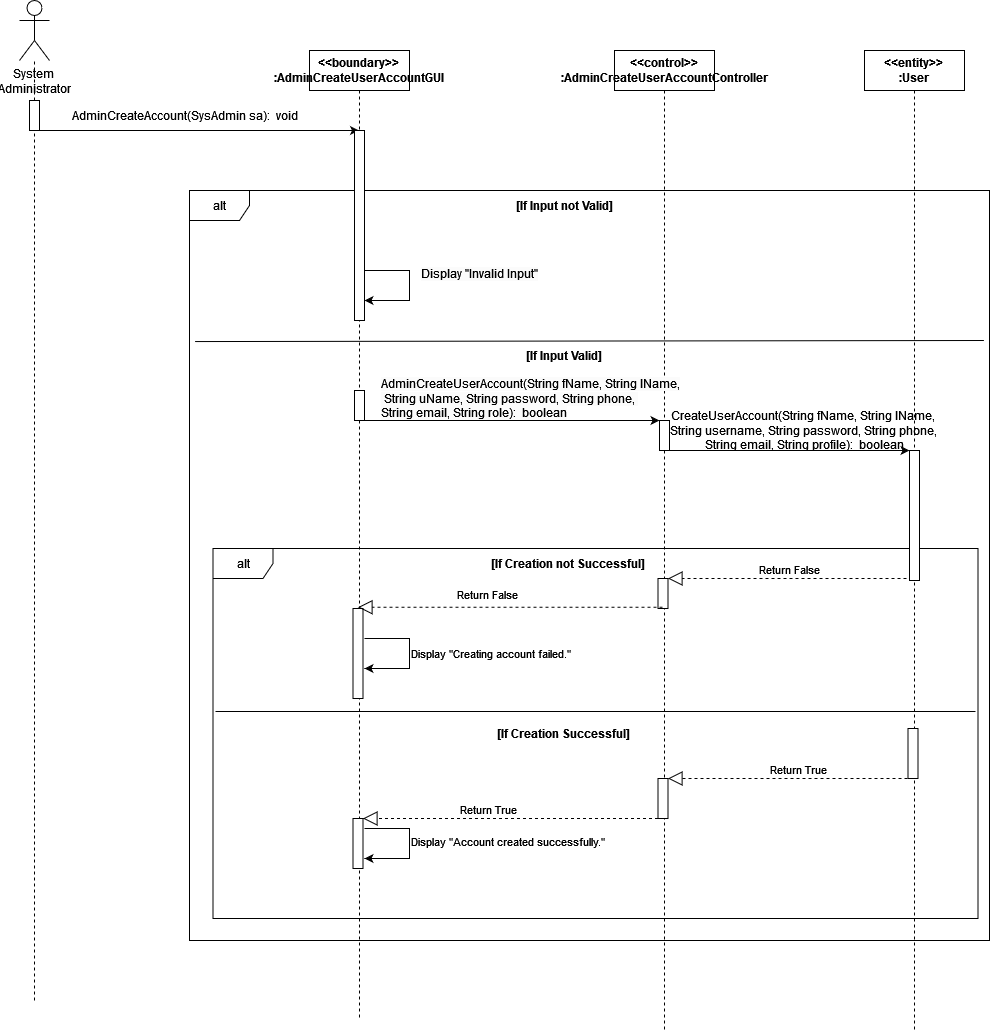 System
Administrator
<<boundary>>
:AdminCreateUserAccountGUI
<<control>>
:AdminCreateUserAccountController
<<entity>>
:User
AdminCreateAccount(SysAdmin sa): void
alt
[If Input not Valid]
Display "Invalid Input"
[If Input Valid]
AdminCreateUserAccount(String fName, String lName,
String uName, String password, String phone,
String email, String role): boolean
CreateUserAccount(String fName, String lName,
String username, String password, String phone,
String email, String profile): boolean
alt
[If Creation not Successful]
Return False
Return False
Display "Creating account failed."
[If Creation Successful]
Return True
Return True
Display "Account created successfully."